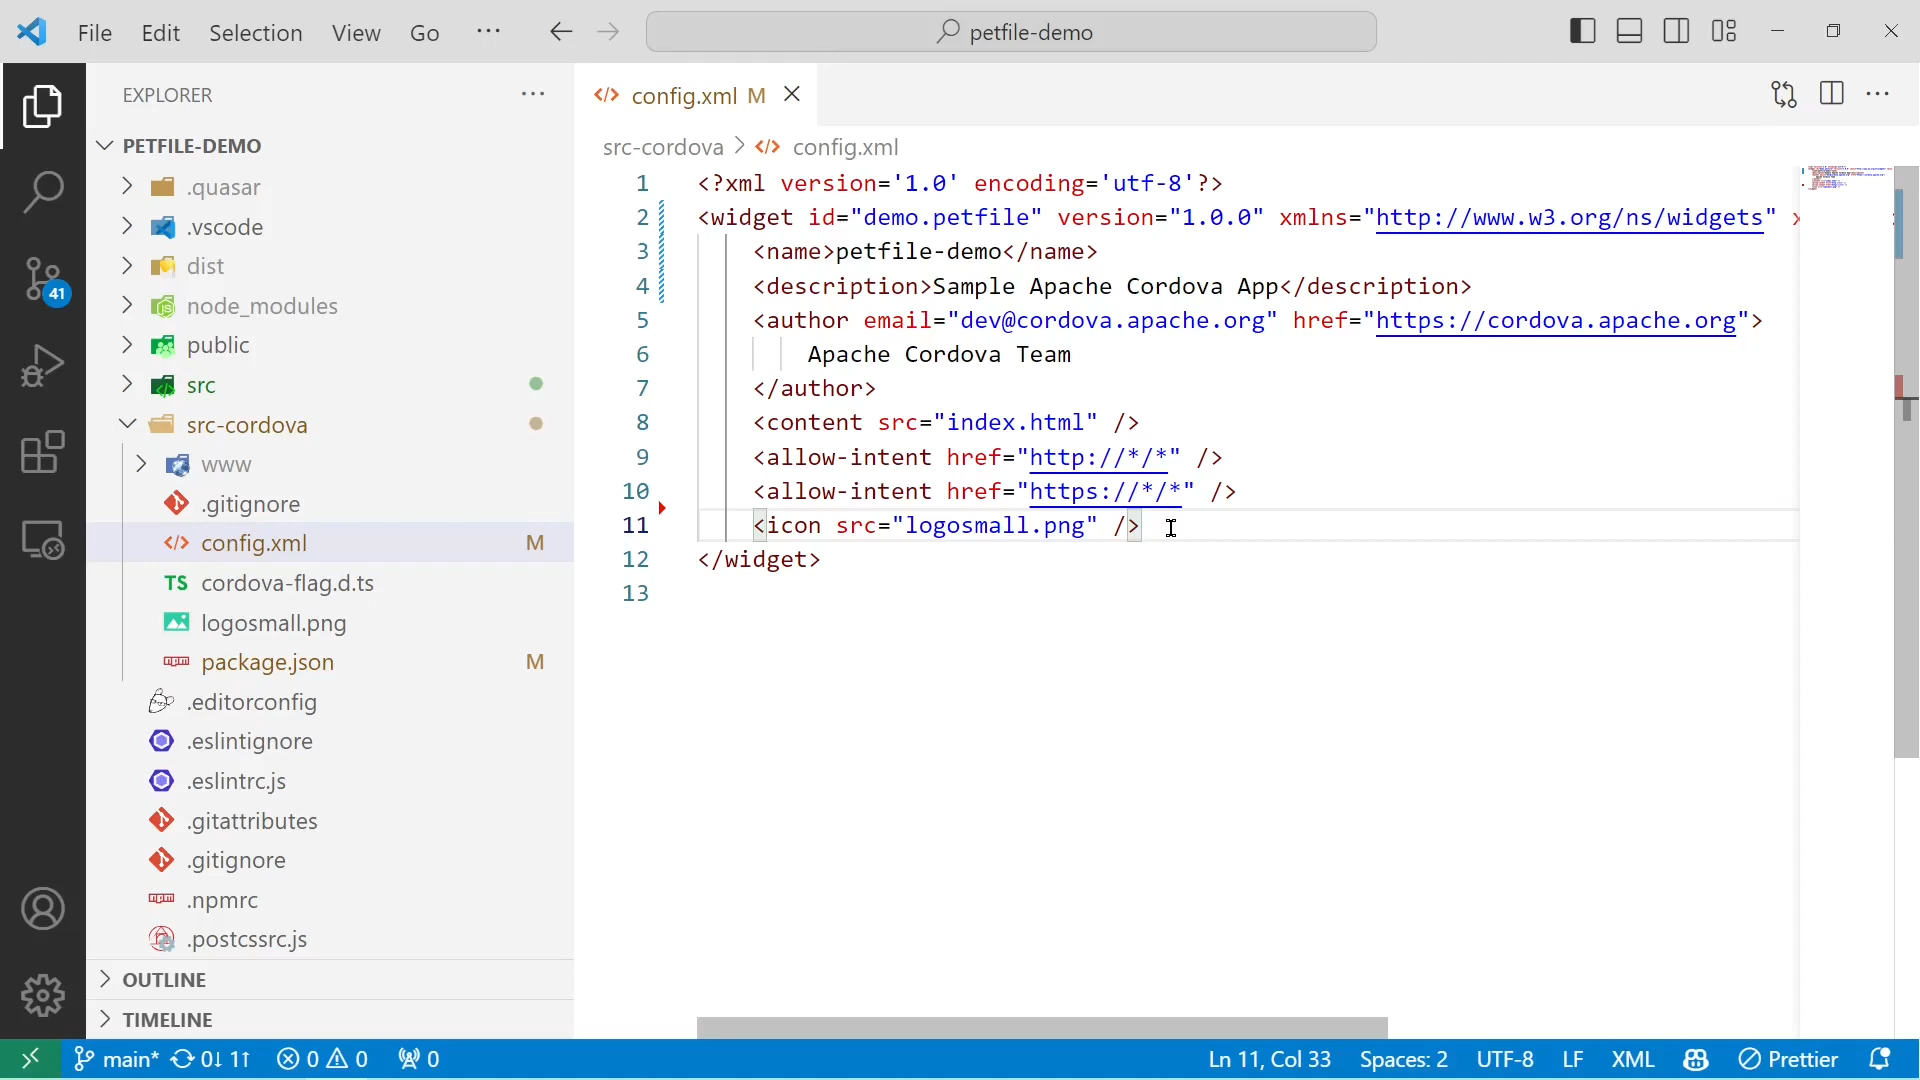 File Edit Selection View Go ··· petfile-demo
EXPLORER ···
PETFILE-DEMO
.quasar
.vscode
dist
node_modules
public
src
src-cordova
www
.gitignore
config.xml M
cordova-flag.d.ts
logosmall.png
package.json M
.editorconfig
.eslintignore
.eslintrc.js
.gitattributes
.gitignore
.npmrc
.postcssrc.js
OUTLINE
TIMELINE
41
TS
config.xml M
src-cordova > config.xml
1 <?xml version='1.0' encoding='utf-8'?>
2 <widget id="demo.petfile" version="1.0.0" xmlns="http://www.w3.org/ns/widgets" x
3 <name>petfile-demo</name>
4 <description>Sample Apache Cordova App</description>
5 <author email="dev@cordova.apache.org" href="https://cordova.apache.org">
6 Apache Cordova Team
7 </author>
8 <content src="index.html" />
9 <allow-intent href="http://*/*" />
10 <allow-intent href="https://*/*" />
11 <icon src="logosmall.png" />
12 </widget>
13
main* 0↓ 1↑ 0 0 0 Ln 11, Col 33 Spaces: 2 UTF-8 LF XML Prettier